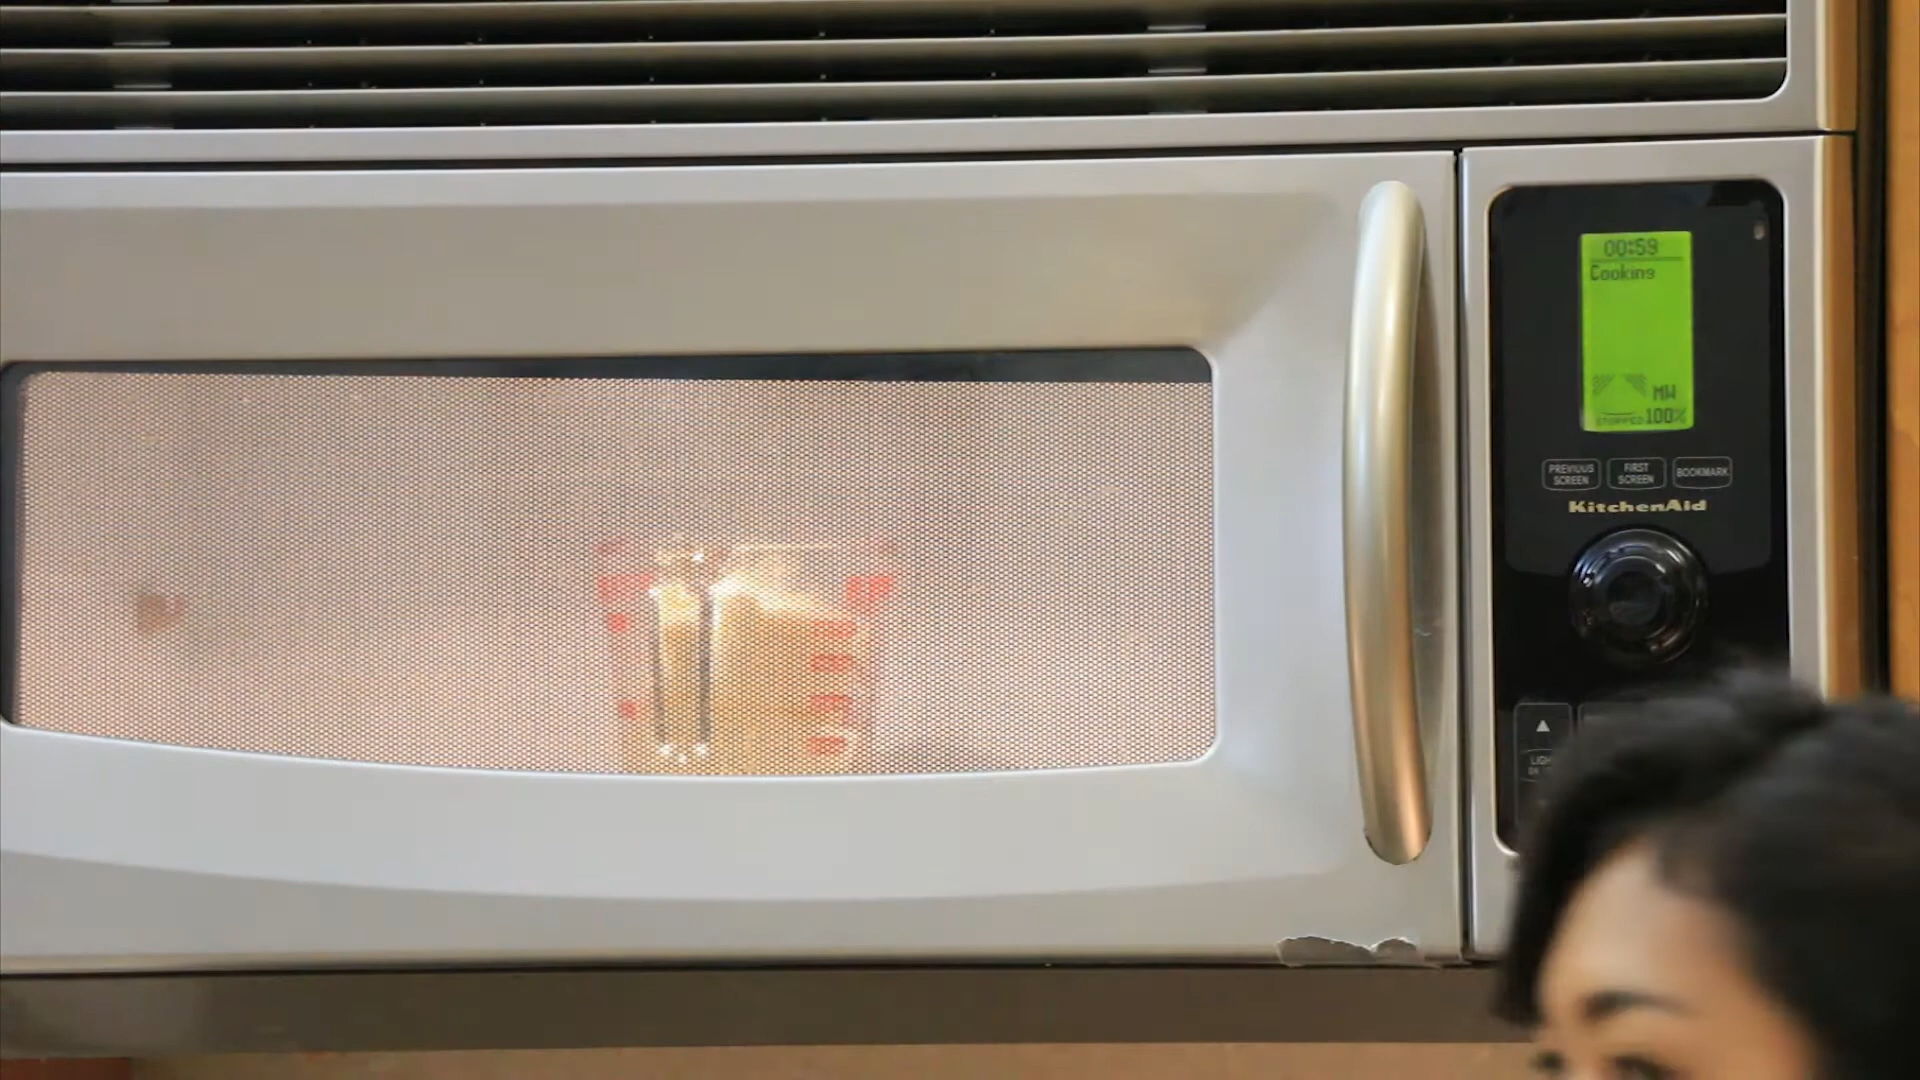 00:59
Cooking
MW
100%
PREVIOUS SCREEN
FIRST SCREEN
BOOKMARK
KitchenAid